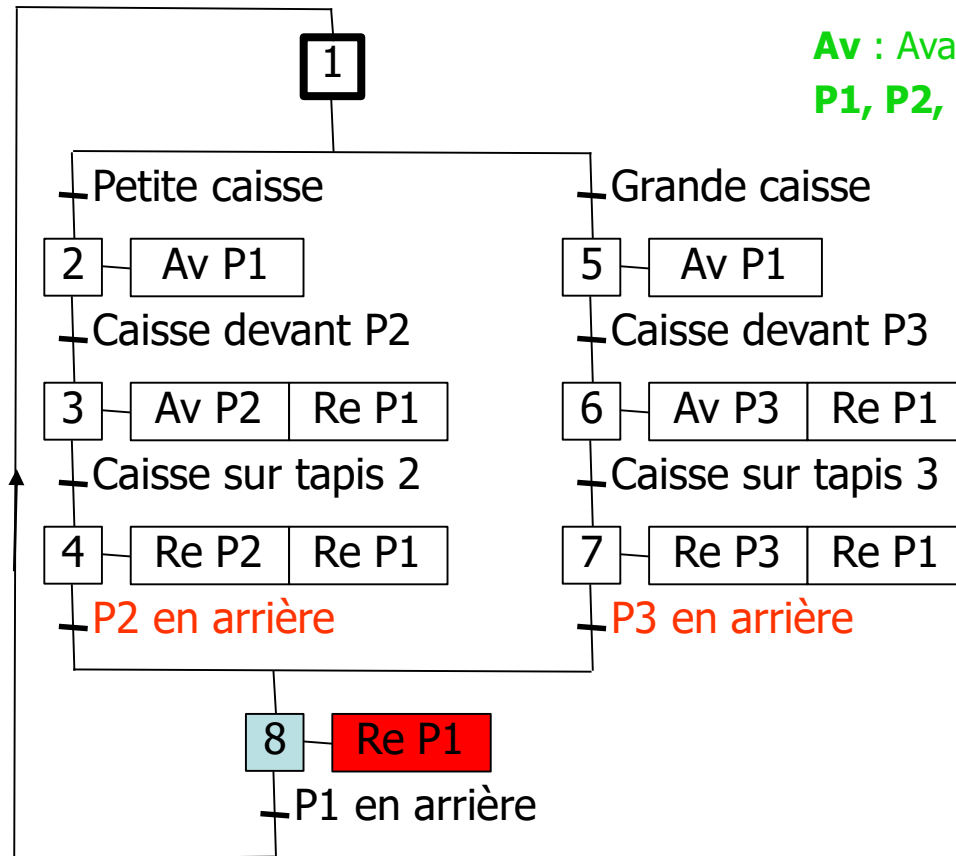 1
Av : Ava
P1, P2,
Petite caisse Grande caisse
2 Av P1 5 Av P1
Caisse devant P2 Caisse devant P3
3 Av P2 Re P1 6 Av P3 Re P1
Caisse sur tapis 2 Caisse sur tapis 3
4 Re P2 Re P1 7 Re P3 Re P1
P2 en arrière P3 en arrière
8 Re P1
P1 en arrière